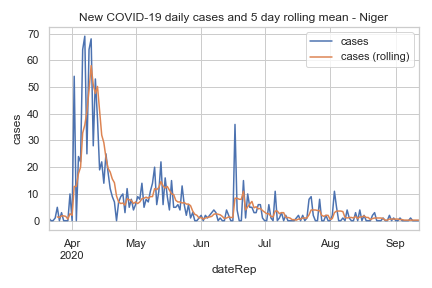 New COVID-19 daily cases and 5 day rolling mean - Niger
cases
cases (rolling)
70
60
50
40
30
20
10
0
cases
Apr
2020
May
Jun
Jul
Aug
Sep
dateRep